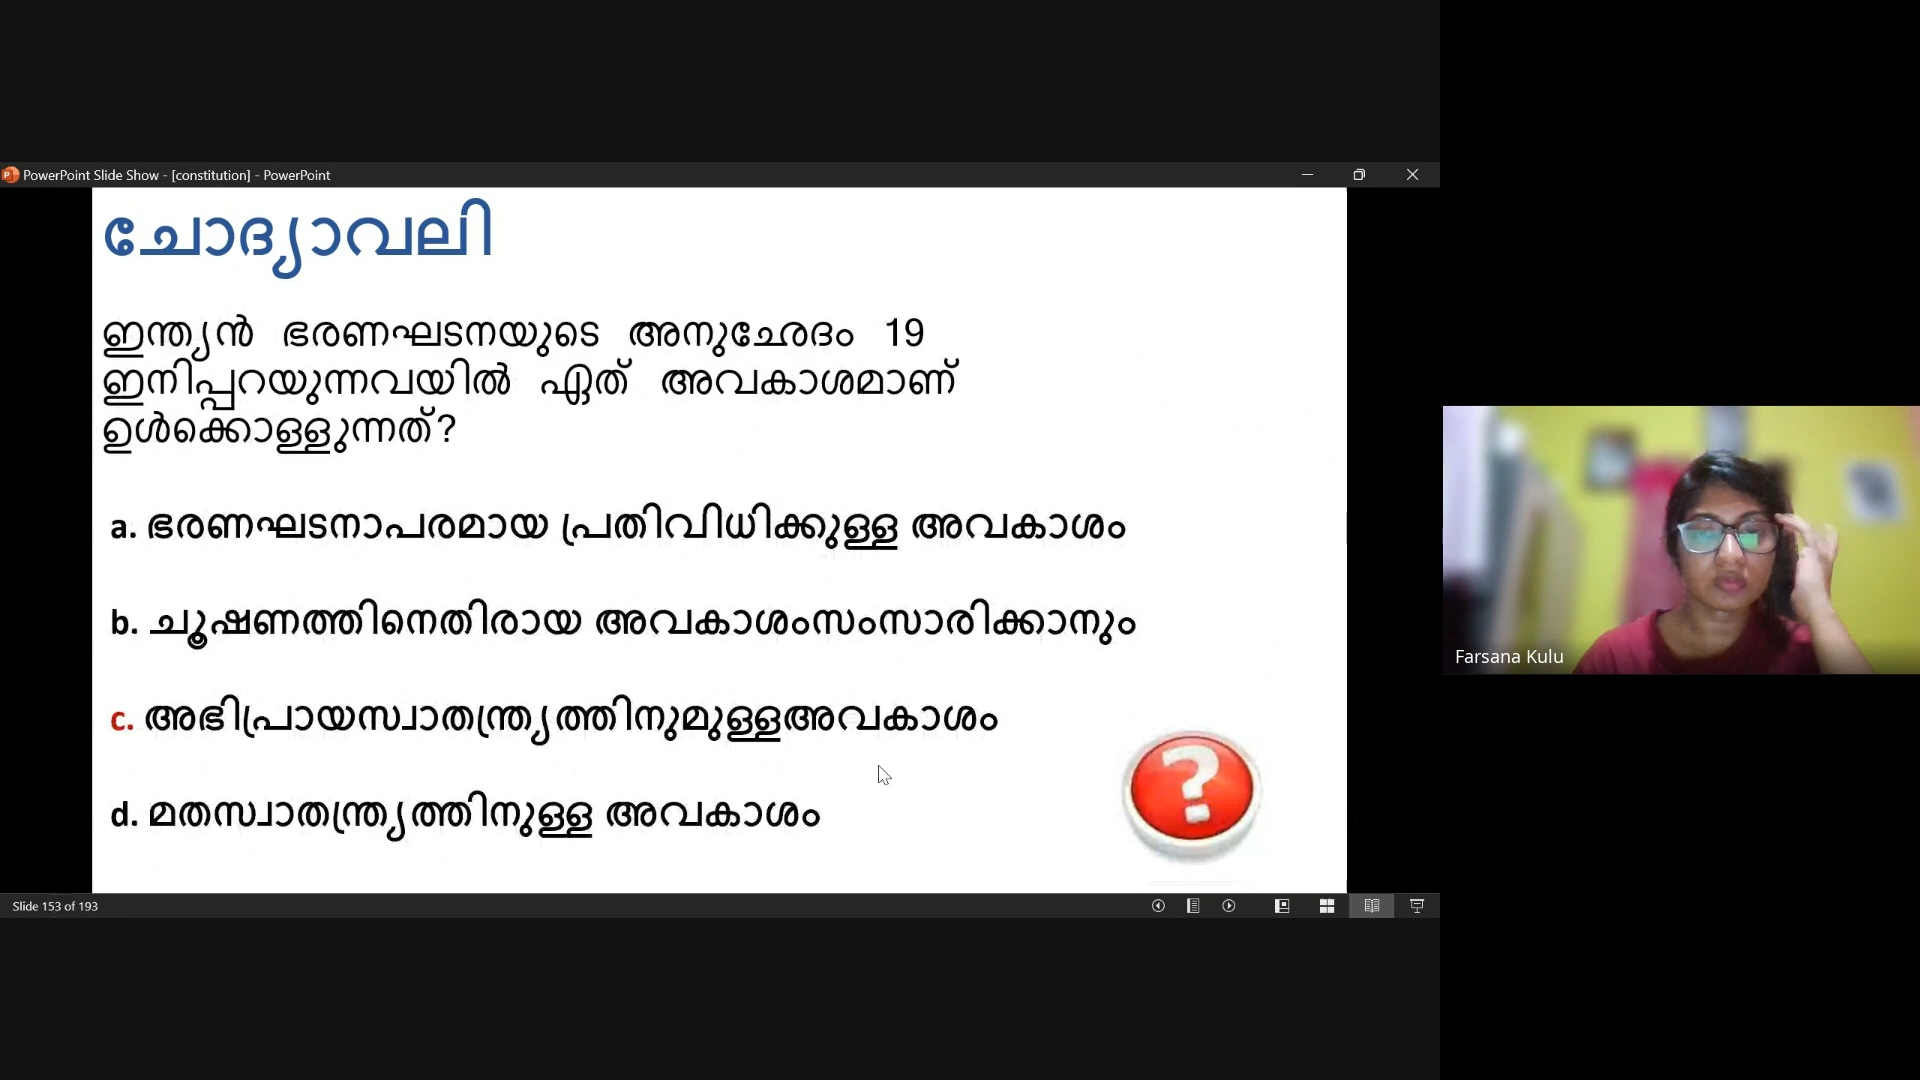 PowerPoint Slide Show - [constitution] - PowerPoint
ചോദ്യാവലി
ഇന്ത്യൻ ഭരണഘടനയുടെ അനുഛേദം 19
ഇനിപ്പറയുന്നവയിൽ ഏത് അവകാശമാണ്
ഉൾക്കൊള്ളുന്നത്?
a. ഭരണഘടനാപരമായ പ്രതിവിധിക്കുള്ള അവകാശം
b. ചൂഷണത്തിനെതിരായ അവകാശംസംസാരിക്കാനും
c. അഭിപ്രായസ്വാതന്ത്ര്യത്തിനുമുള്ളഅവകാശം
d. മതസ്വാതന്ത്ര്യത്തിനുള്ള അവകാശം
?
Farsana Kulu
Slide 153 of 193